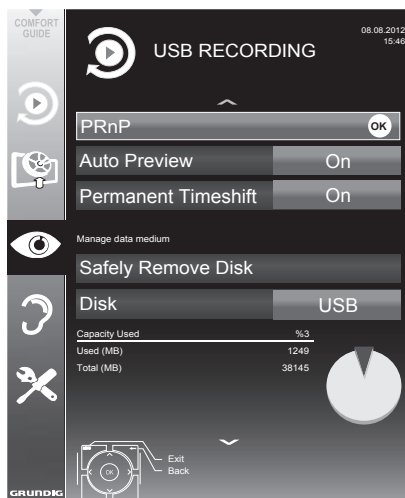 COMFORT
GUIDE
USB RECORDING
08.08.2012
15:46
PRnP OK
Auto Preview On
Permanent Timeshift On
Manage data medium
Safely Remove Disk
Disk USB
Capacity Used %3
Used (MB) 1249
Total (MB) 38145
Exit
OK
Back
GRUNDIG